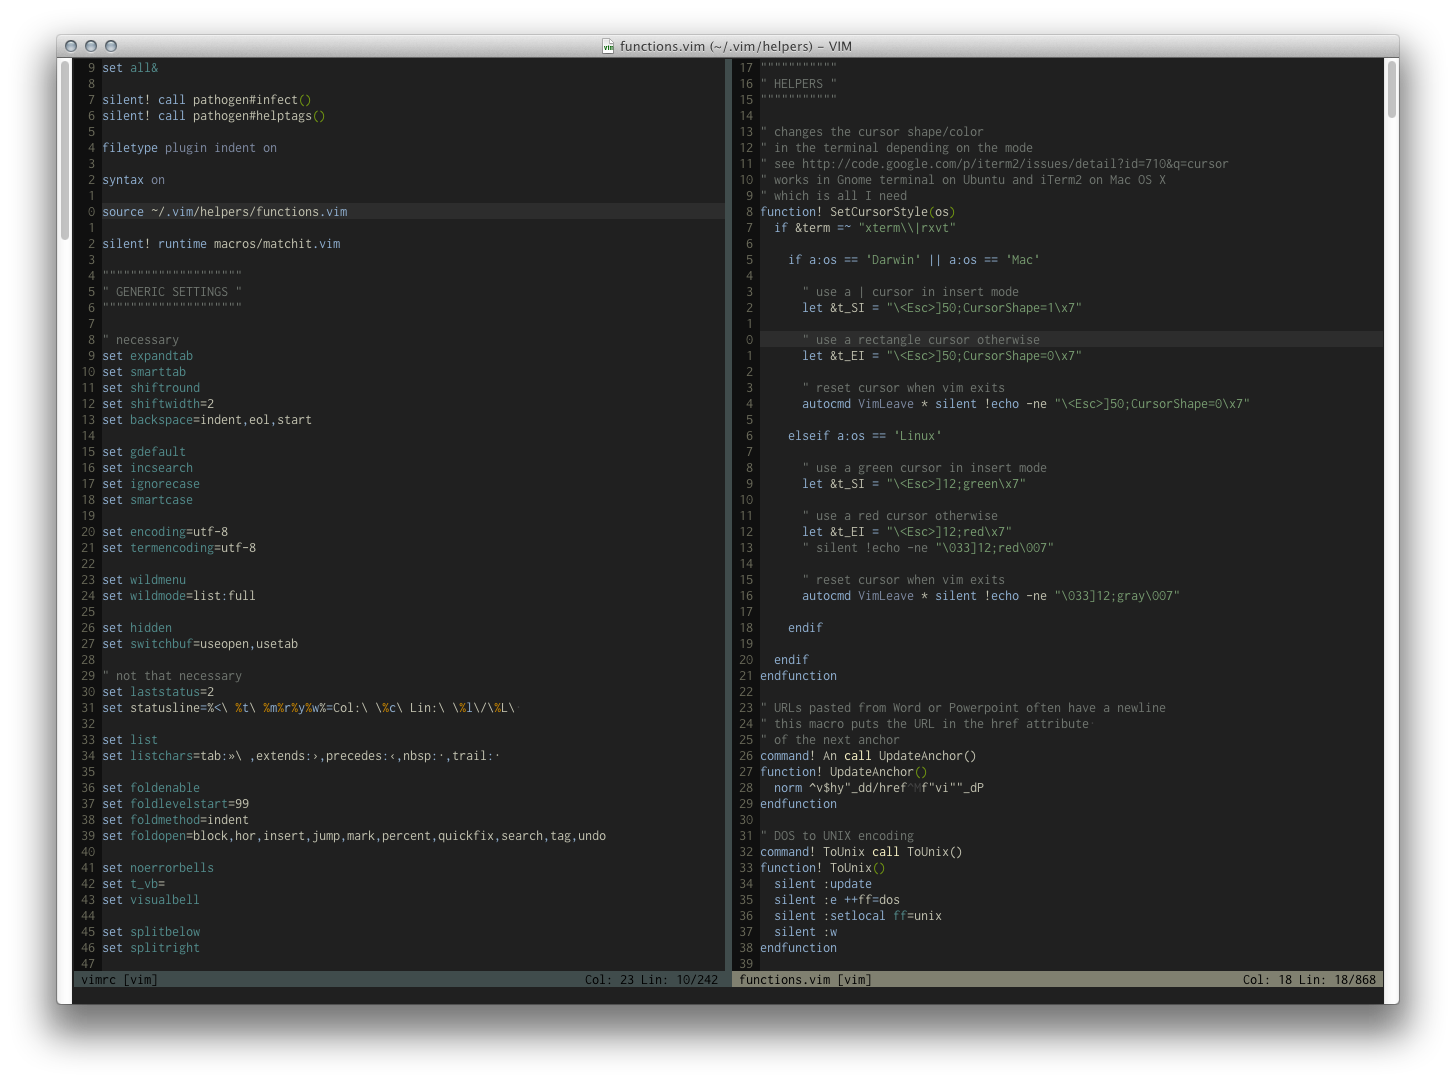 functions.vim (~/.vim/helpers) – VIM
9 set all&
8
7 silent! call pathogen#infect()
6 silent! call pathogen#helptags()
5
4 filetype plugin indent on
3
2 syntax on
1
0 source ~/.vim/helpers/functions.vim
1
2 silent! runtime macros/matchit.vim
3
4 """"""""""""""""""""
5 " GENERIC SETTINGS "
6 """"""""""""""""""""
7
8 " necessary
9 set expandtab
10 set smarttab
11 set shiftround
12 set shiftwidth=2
13 set backspace=indent,eol,start
14
15 set gdefault
16 set incsearch
17 set ignorecase
18 set smartcase
19
20 set encoding=utf-8
21 set termencoding=utf-8
22
23 set wildmenu
24 set wildmode=list:full
25
26 set hidden
27 set switchbuf=useopen,usetab
28
29 " not that necessary
30 set laststatus=2
31 set statusline=%<\ %t\ %m%r%y%w%=Col:\ \%c\ Lin:\ \%l\/\%L\·
32
33 set list
34 set listchars=tab:»\ ,extends:›,precedes:‹,nbsp:·,trail:·
35
36 set foldenable
37 set foldlevelstart=99
38 set foldmethod=indent
39 set foldopen=block,hor,insert,jump,mark,percent,quickfix,search,tag,undo
40
41 set noerrorbells
42 set t_vb=
43 set visualbell
44
45 set splitbelow
46 set splitright
47
vimrc [vim] Col: 23 Lin: 10/242
17 """""""""""
16 " HELPERS "
15 """""""""""
14
13 " changes the cursor shape/color
12 " in the terminal depending on the mode
11 " see http://code.google.com/p/iterm2/issues/detail?id=710&q=cursor
10 " works in Gnome terminal on Ubuntu and iTerm2 on Mac OS X
9 " which is all I need
8 function! SetCursorStyle(os)
7 if &term =~ "xterm\\|rxvt"
6
5 if a:os == 'Darwin' || a:os == 'Mac'
4
3 " use a | cursor in insert mode
2 let &t_SI = "\<Esc>]50;CursorShape=1\x7"
1
0 " use a rectangle cursor otherwise
1 let &t_EI = "\<Esc>]50;CursorShape=0\x7"
2
3 " reset cursor when vim exits
4 autocmd VimLeave * silent !echo -ne "\<Esc>]50;CursorShape=0\x7"
5
6 elseif a:os == 'Linux'
7
8 " use a green cursor in insert mode
9 let &t_SI = "\<Esc>]12;green\x7"
10
11 " use a red cursor otherwise
12 let &t_EI = "\<Esc>]12;red\x7"
13 " silent !echo -ne "\033]12;red\007"
14
15 " reset cursor when vim exits
16 autocmd VimLeave * silent !echo -ne "\033]12;gray\007"
17
18 endif
19
20 endif
21 endfunction
22
23 " URLs pasted from Word or Powerpoint often have a newline
24 " this macro puts the URL in the href attribute·
25 " of the next anchor
26 command! An call UpdateAnchor()
27 function! UpdateAnchor()
28 norm ^v$hy"_dd/href^Mf"vi""_dP
29 endfunction
30
31 " DOS to UNIX encoding
32 command! ToUnix call ToUnix()
33 function! ToUnix()
34 silent :update
35 silent :e ++ff=dos
36 silent :setlocal ff=unix
37 silent :w
38 endfunction
39
functions.vim [vim] Col: 18 Lin: 18/868